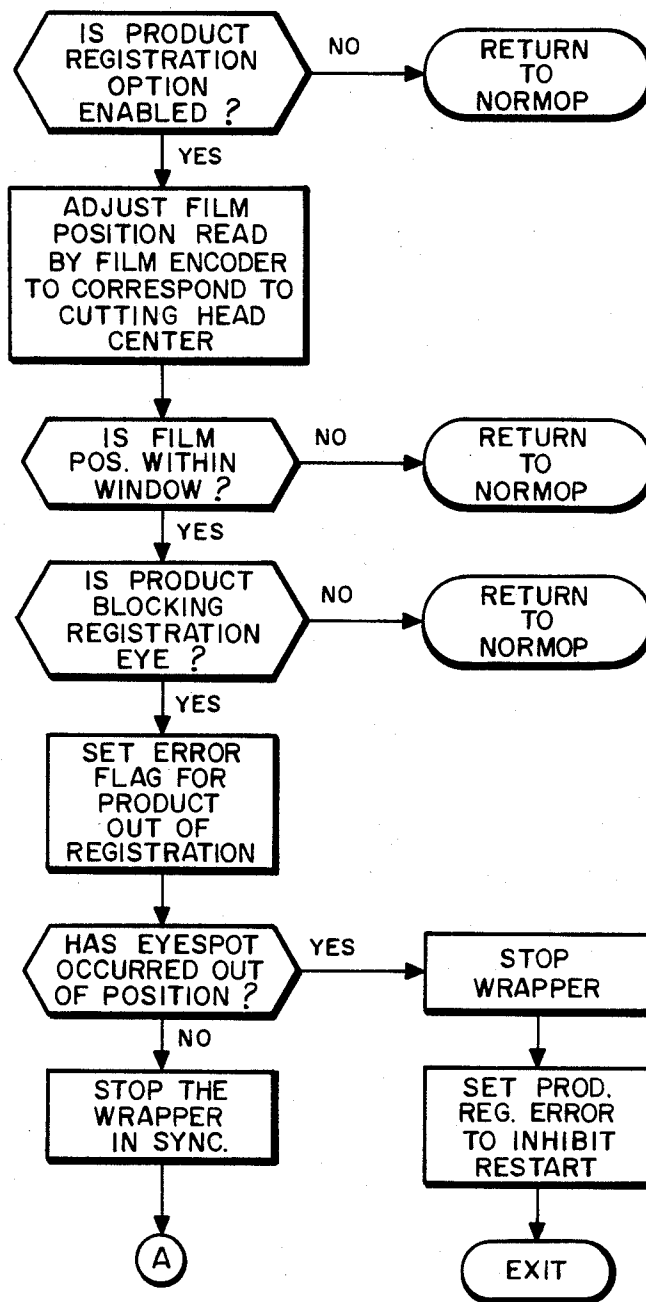 IS PRODUCT
REGISTRATION
OPTION
ENABLED ?
NO
RETURN
TO
NORMOP
YES
ADJUST FILM
POSITION READ
BY FILM ENCODER
TO CORRESPOND TO
CUTTING HEAD
CENTER
IS FILM
POS. WITHIN
WINDOW ?
NO
RETURN
TO
NORMOP
YES
IS PRODUCT
BLOCKING
REGISTRATION
EYE ?
NO
RETURN
TO
NORMOP
YES
SET ERROR
FLAG FOR
PRODUCT
OUT OF
REGISTRATION
HAS EYESPOT
OCCURRED OUT
OF POSITION ?
YES
STOP
WRAPPER
NO
STOP THE
WRAPPER
IN SYNC.
SET PROD.
REG. ERROR
TO INHIBIT
RESTART
A
EXIT